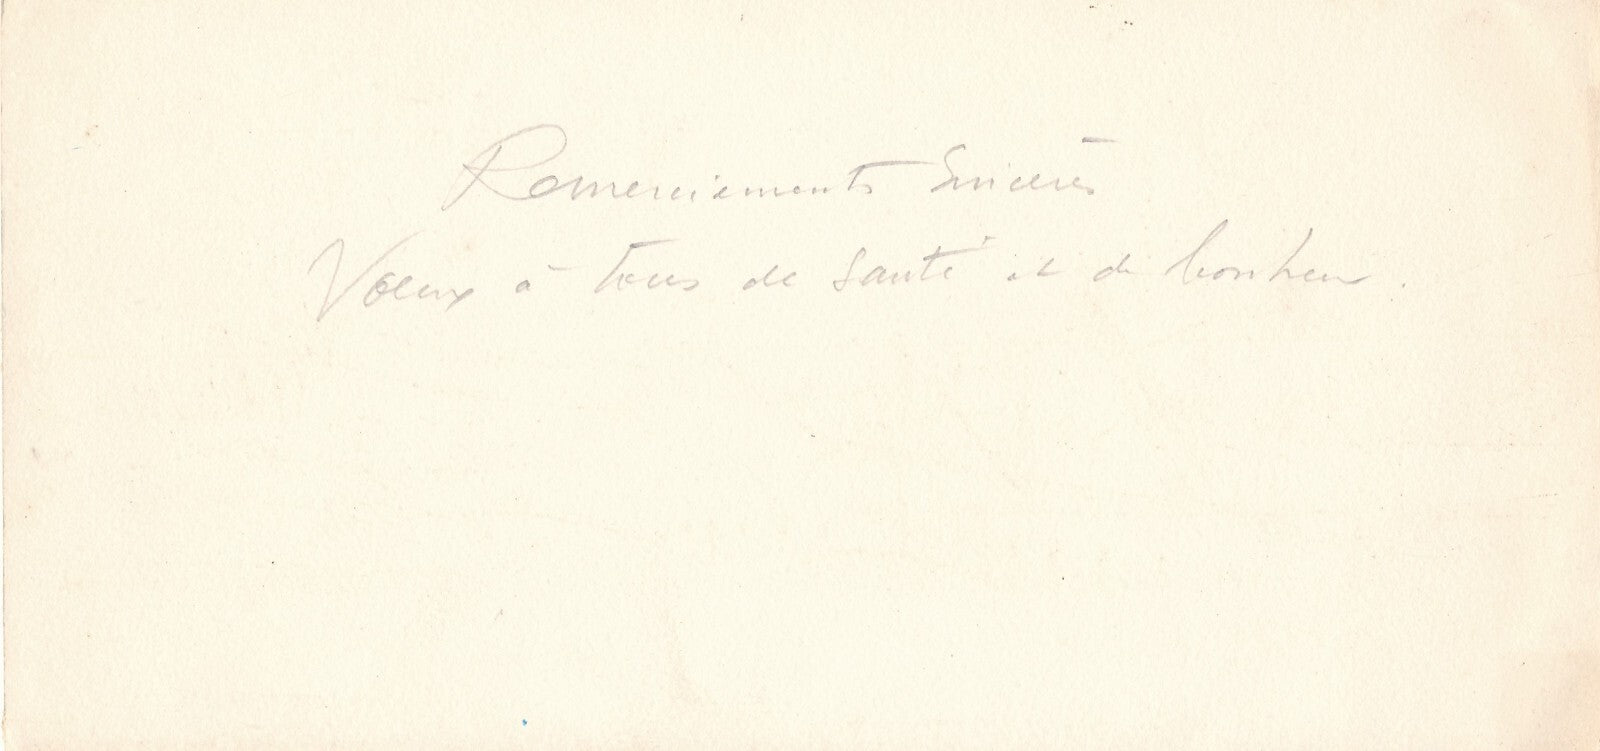 Remerciements Sincères
Voeux à tous de santé et de bonheur.